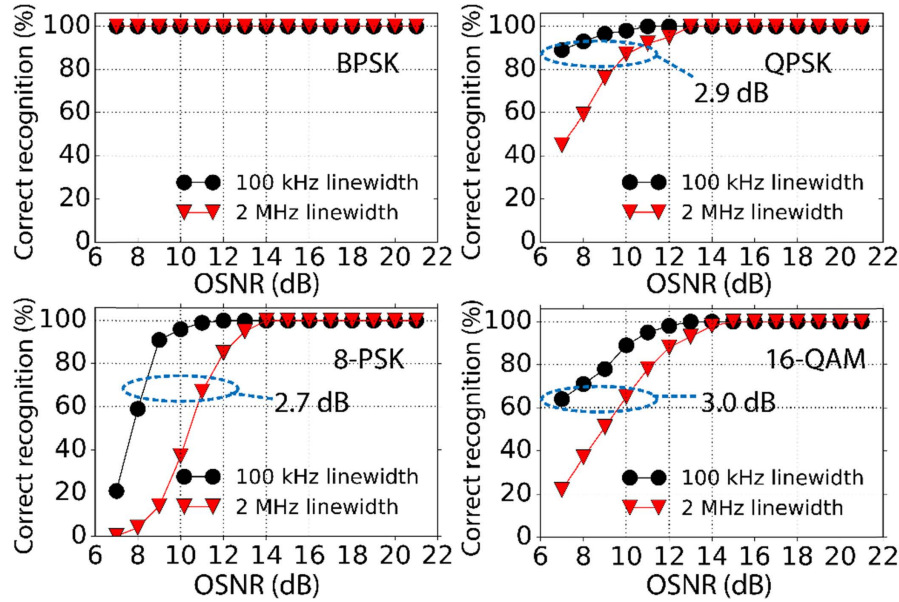 Correct recognition (%)
100
80
60
40
20
0
BPSK
100 kHz linewidth
2 MHz linewidth
6 8 10 12 14 16 18 20 22
OSNR (dB)
Correct recognition (%)
100
80
60
40
20
0
QPSK
2.9 dB
100 kHz linewidth
2 MHz linewidth
6 8 10 12 14 16 18 20 22
OSNR (dB)
Correct recognition (%)
100
80
60
40
20
0
8-PSK
2.7 dB
100 kHz linewidth
2 MHz linewidth
6 8 10 12 14 16 18 20 22
OSNR (dB)
Correct recognition (%)
100
80
60
40
20
0
16-QAM
3.0 dB
100 kHz linewidth
2 MHz linewidth
6 8 10 12 14 16 18 20 22
OSNR (dB)